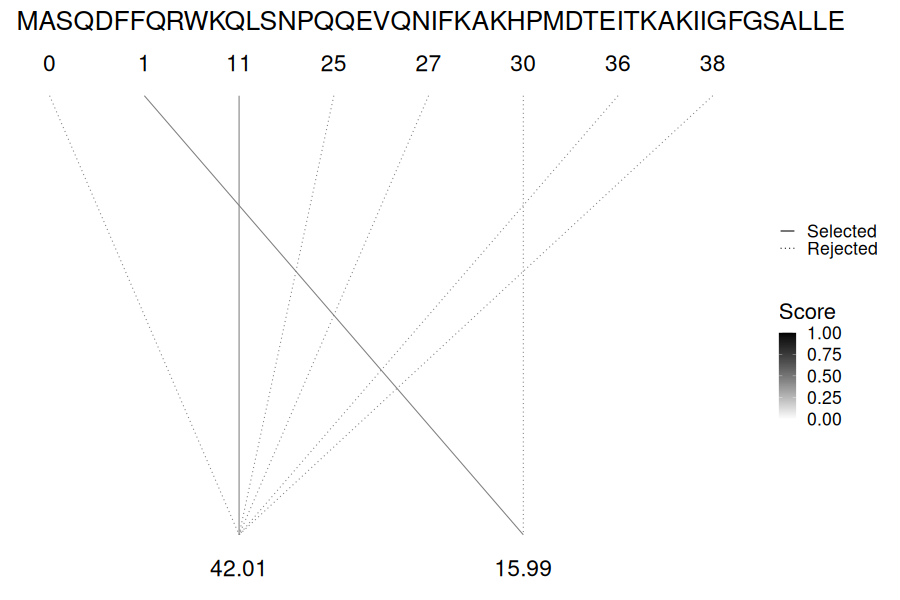 MASQDFFQRWKQLSNPQQEVQNIFKAKHPMDTEITKAKIIGFGSALLE
0 1 11 25 27 30 36 38
Selected
Rejected
Score
1.00
0.75
0.50
0.25
0.00
42.01 15.99